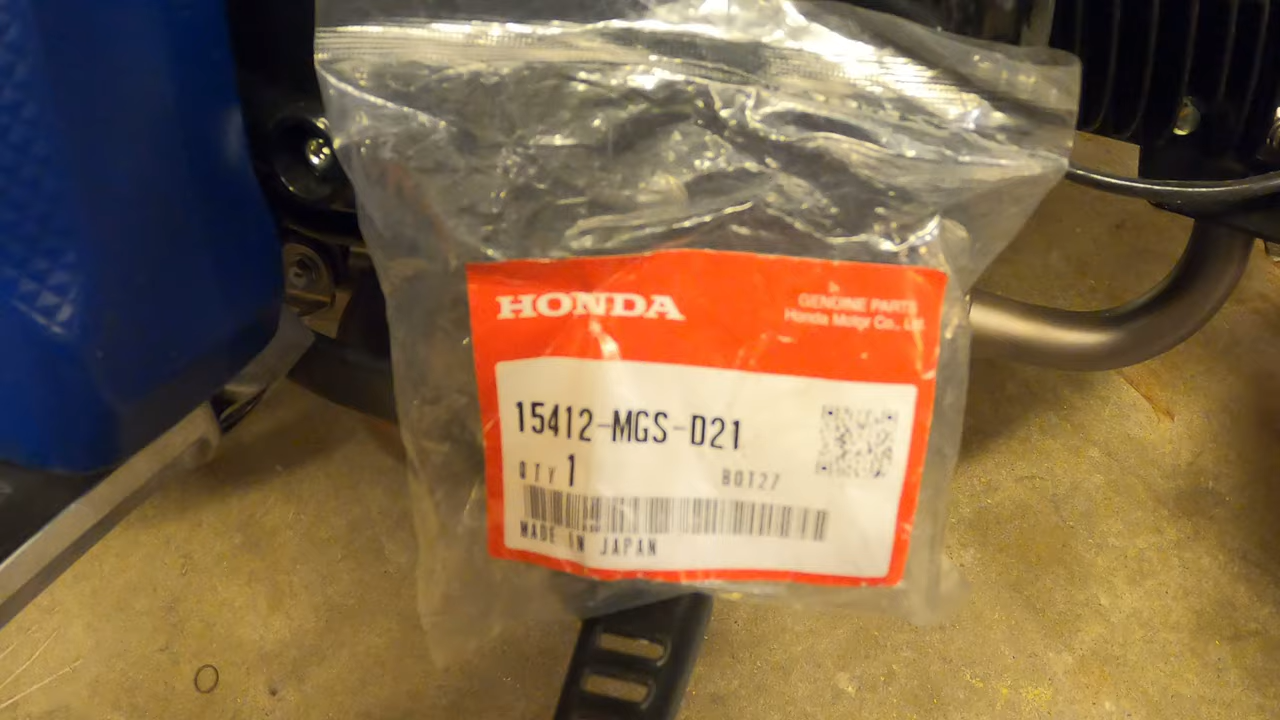 HONDA
GENUINE PARTS
Honda Motor Co., Ltd.
15412-MGS-D21
QTY 1
MADE IN JAPAN